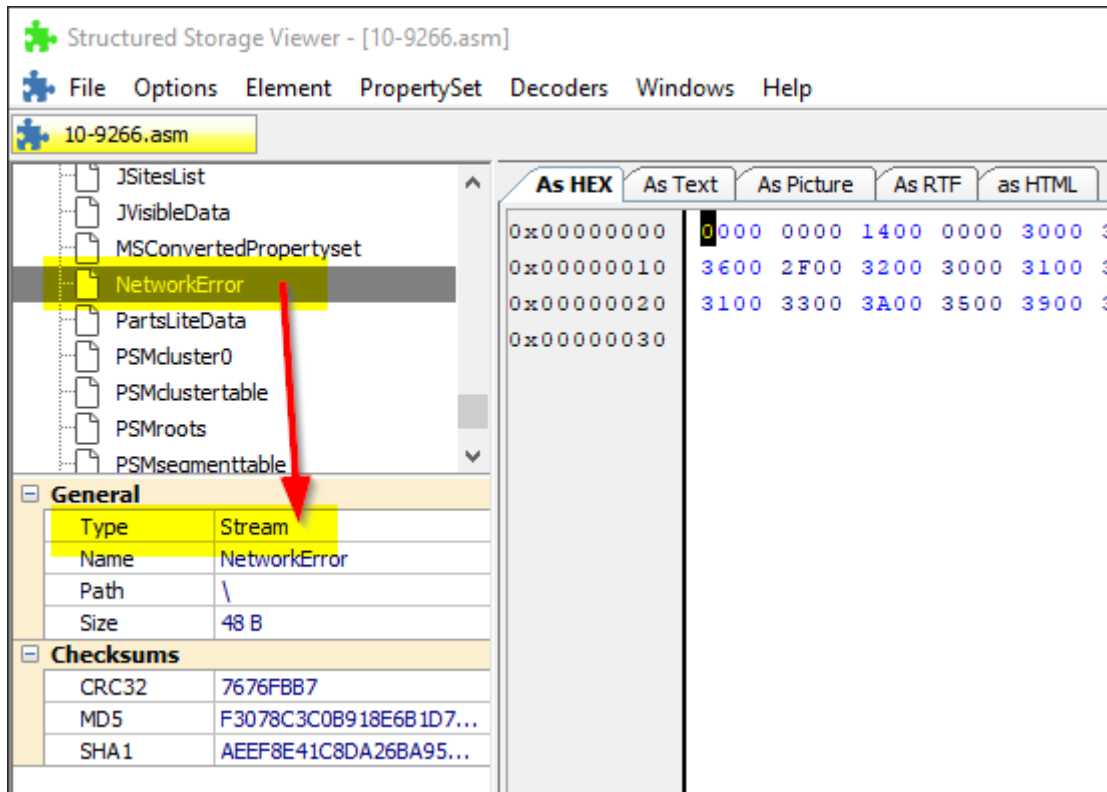 Structured Storage Viewer - [10-9266.asm]
File Options Element PropertySet Decoders Windows Help
10-9266.asm
JSitesList
JVisibleData
MSConvertedPropertyset
NetworkError
PartsLiteData
PSMcluster0
PSMclustertable
PSMroots
PSMsegmenttable
General
Type Stream
Name NetworkError
Path \
Size 48 B
Checksums
CRC32 7676FBB7
MD5 F3078C3C0B918E6B1D7...
SHA1 AEEF8E41C8DA26BA95...
As HEX As Text As Picture As RTF as HTML
0x00000000 0000 0000 1400 0000 3000
0x00000010 3600 2F00 3200 3000 3100
0x00000020 3100 3300 3A00 3500 3900
0x00000030